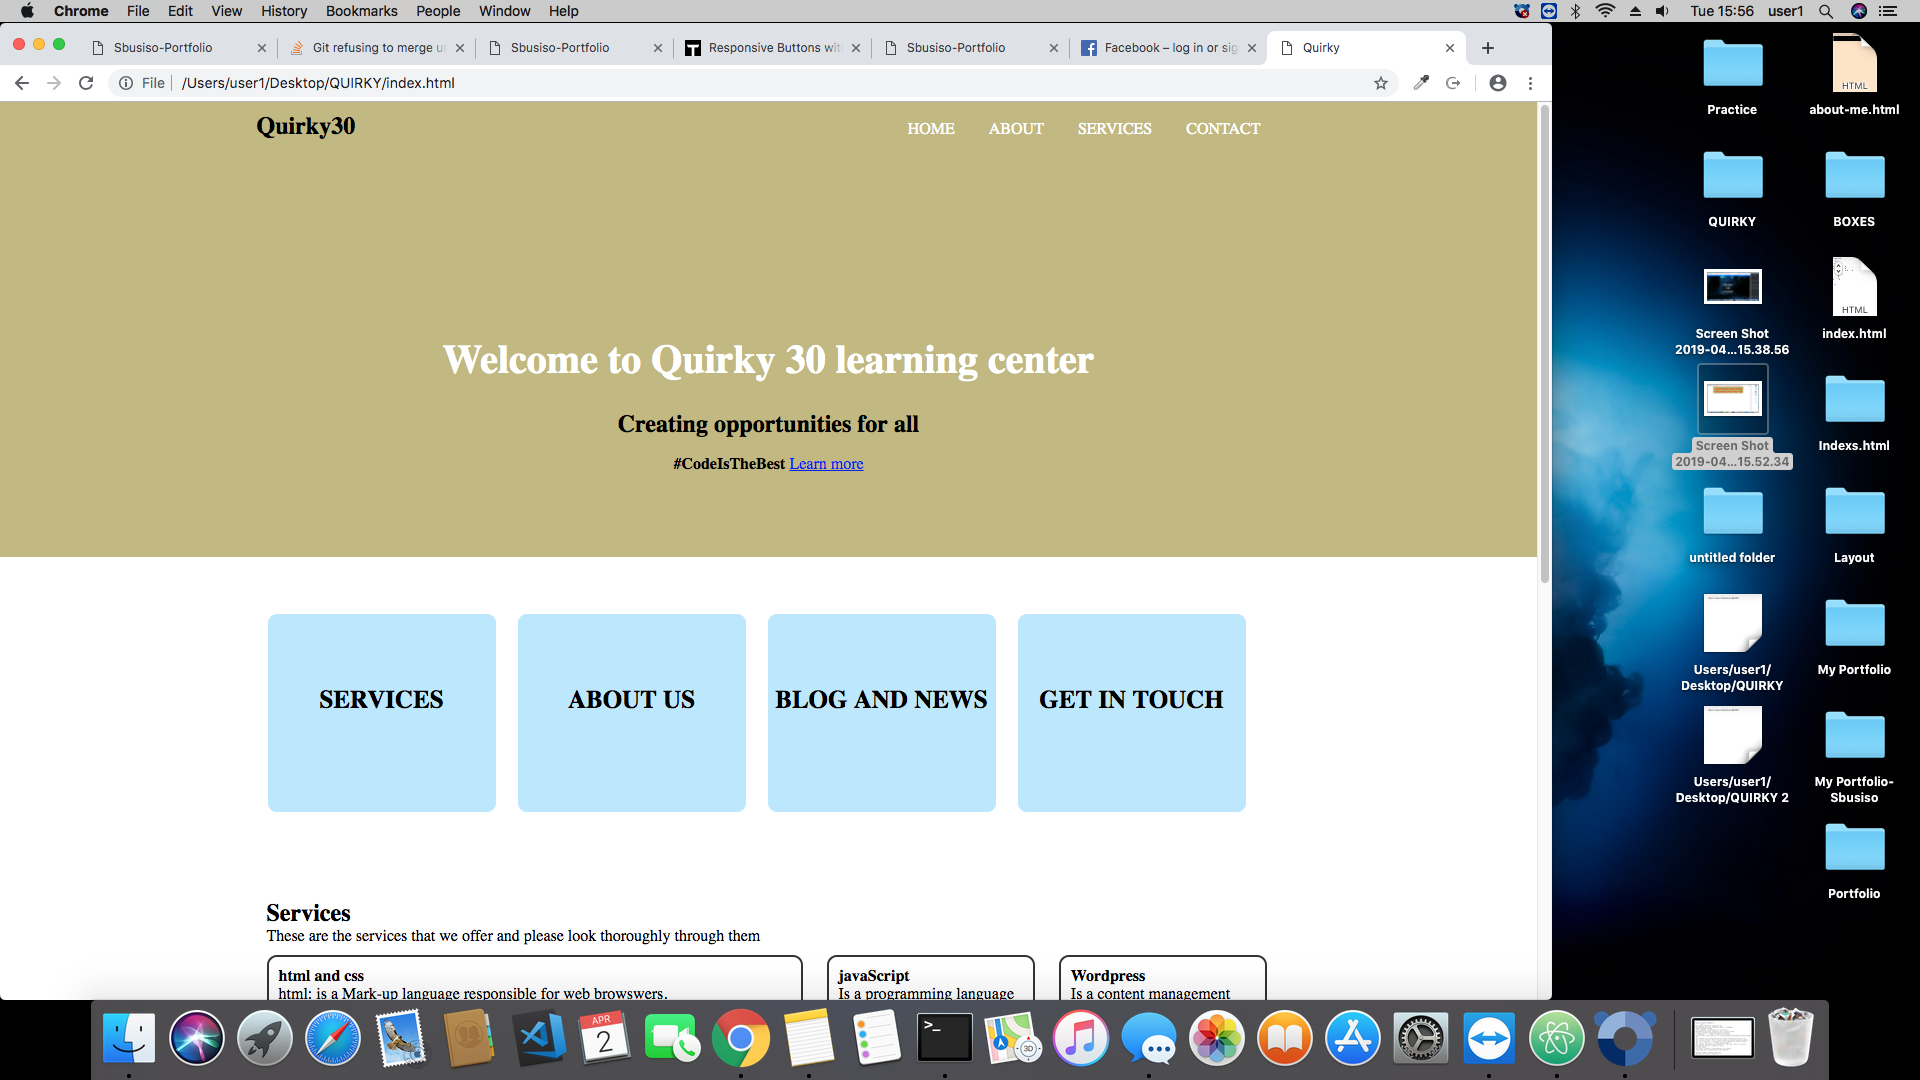 Chrome File Edit View History Bookmarks People Window Help
Tue 15:56 user1
Sbusiso-Portfolio
Git refusing to merge u
Sbusiso-Portfolio
Responsive Buttons wit
Sbusiso-Portfolio
Facebook – log in or sig
Quirky
File /Users/user1/Desktop/QUIRKY/index.html
Quirky30
HOME ABOUT SERVICES CONTACT
Welcome to Quirky 30 learning center
Creating opportunities for all
#CodeIsTheBest Learn more
SERVICES
ABOUT US
BLOG AND NEWS
GET IN TOUCH
Services
These are the services that we offer and please look thoroughly through them
html and css
html: is a Mark-up language responsible for web browswers.
javaScript
Is a programming language
Wordpress
Is a content management
Practice
HTML
about-me.html
QUIRKY
BOXES
Screen Shot
2019-04...15.38.56
HTML
index.html
Screen Shot
2019-04...15.52.34
Indexs.html
untitled folder
Layout
Users/user1/
Desktop/QUIRKY
My Portfolio
Users/user1/
Desktop/QUIRKY 2
My Portfolio-
Sbusiso
Portfolio
APR
2
>_
3D